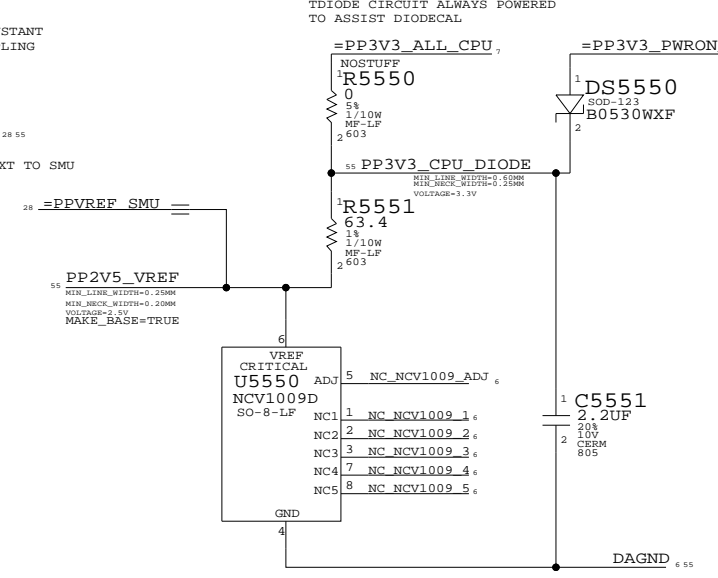 TDIODE CIRCUIT ALWAYS POWERED
TO ASSIST DIODECAL
STANT
LING
=PP3V3_ALL_CPU 7
=PP3V3_PWRON
NOSTUFF
1 R5550
0
5%
1/10W
MF-LF
2 603
1 DS5550
SOD-123
B0530WXF
2
28 55
XT TO SMU
55 PP3V3_CPU_DIODE
MIN_LINE_WIDTH=0.60MM
MIN_NECK_WIDTH=0.25MM
VOLTAGE=3.3V
28 =PPVREF_SMU
1 R5551
63.4
1%
1/10W
MF-LF
2 603
55 PP2V5_VREF
MIN_LINE_WIDTH=0.25MM
MIN_NECK_WIDTH=0.20MM
VOLTAGE=2.5V
MAKE_BASE=TRUE
6
VREF
CRITICAL
U5550
NCV1009D
SO-8-LF
ADJ 5 NC_NCV1009_ADJ 6
NC1 1 NC_NCV1009_1 6
NC2 2 NC_NCV1009_2 6
NC3 3 NC_NCV1009_3 6
NC4 7 NC_NCV1009_4 6
NC5 8 NC_NCV1009_5 6
GND
4
1 C5551
2.2UF
20%
10V
2 CERM
805
DAGND 6 55